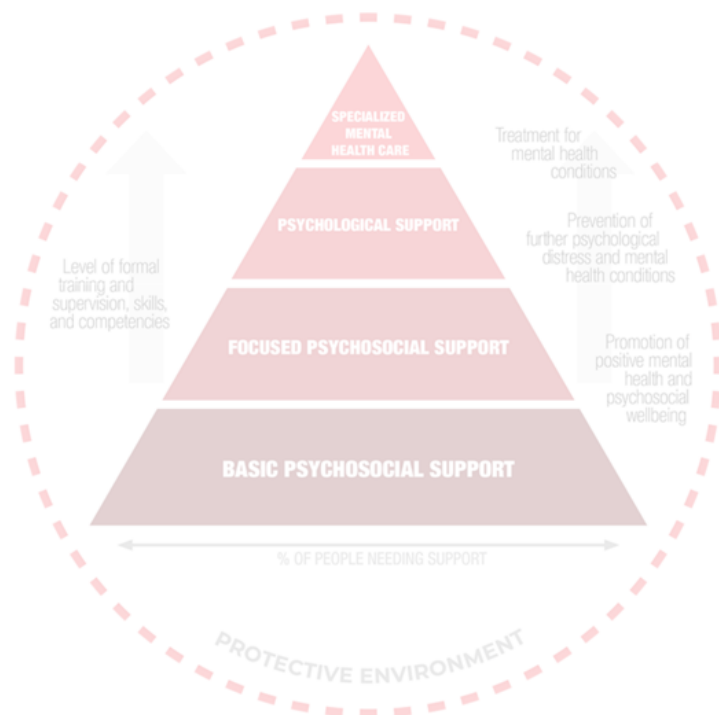 SPECIALIZED
MENTAL
HEALTH CARE
PSYCHOLOGICAL SUPPORT
FOCUSED PSYCHOSOCIAL SUPPORT
BASIC PSYCHOSOCIAL SUPPORT
Level of formal
training and
supervision, skills,
and competencies
Treatment for
mental health
conditions
Prevention of
further psychological
distress and mental
health conditions
Promotion of
positive mental
health and
psychosocial
wellbeing
% OF PEOPLE NEEDING SUPPORT
PROTECTIVE ENVIRONMENT